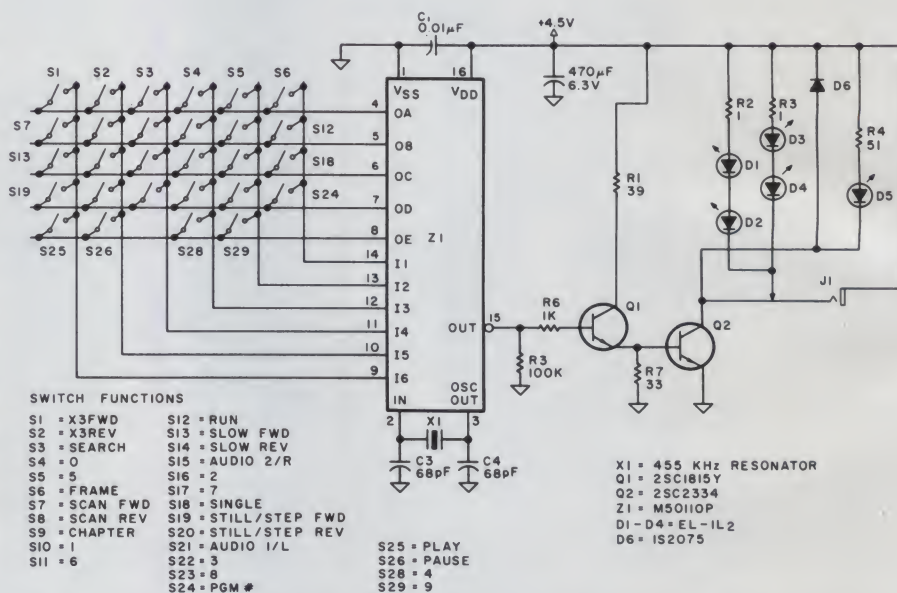 C1
0.01µF
+4.5V
470µF
6.3V
S1 S2 S3 S4 S5 S6
S7 S12
S13 S18
S19 S24
S25 S26 S28 S29
1 16
VSS VDD
4 OA
5 OB
6 OC
7 OD
8 OE
Z1
14 I1
13 I2
12 I3
11 I4
10 I5
9 I6
OUT 15
IN OSC
OUT
2 X1 3
C3
68pF
C4
68pF
R6
1K
R3
100K
R1
39
Q1
R7
33
Q2
R2
1
R3
1
D1
D2
D3
D4
D6
R4
51
D5
J1
SWITCH FUNCTIONS
S1 = X3FWD
S2 = X3REV
S3 = SEARCH
S4 = 0
S5 = 5
S6 = FRAME
S7 = SCAN FWD
S8 = SCAN REV
S9 = CHAPTER
S10 = 1
S11 = 6
S12 = RUN
S13 = SLOW FWD
S14 = SLOW REV
S15 = AUDIO 2/R
S16 = 2
S17 = 7
S18 = SINGLE
S19 = STILL/STEP FWD
S20 = STILL/STEP REV
S21 = AUDIO 1/L
S22 = 3
S23 = 8
S24 = PGM #
S25 = PLAY
S26 = PAUSE
S28 = 4
S29 = 9
X1 = 455 KHz RESONATOR
Q1 = 2SC1815Y
Q2 = 2SC2334
Z1 = M50110P
D1-D4 = EL-1L2
D6 = 1S2075